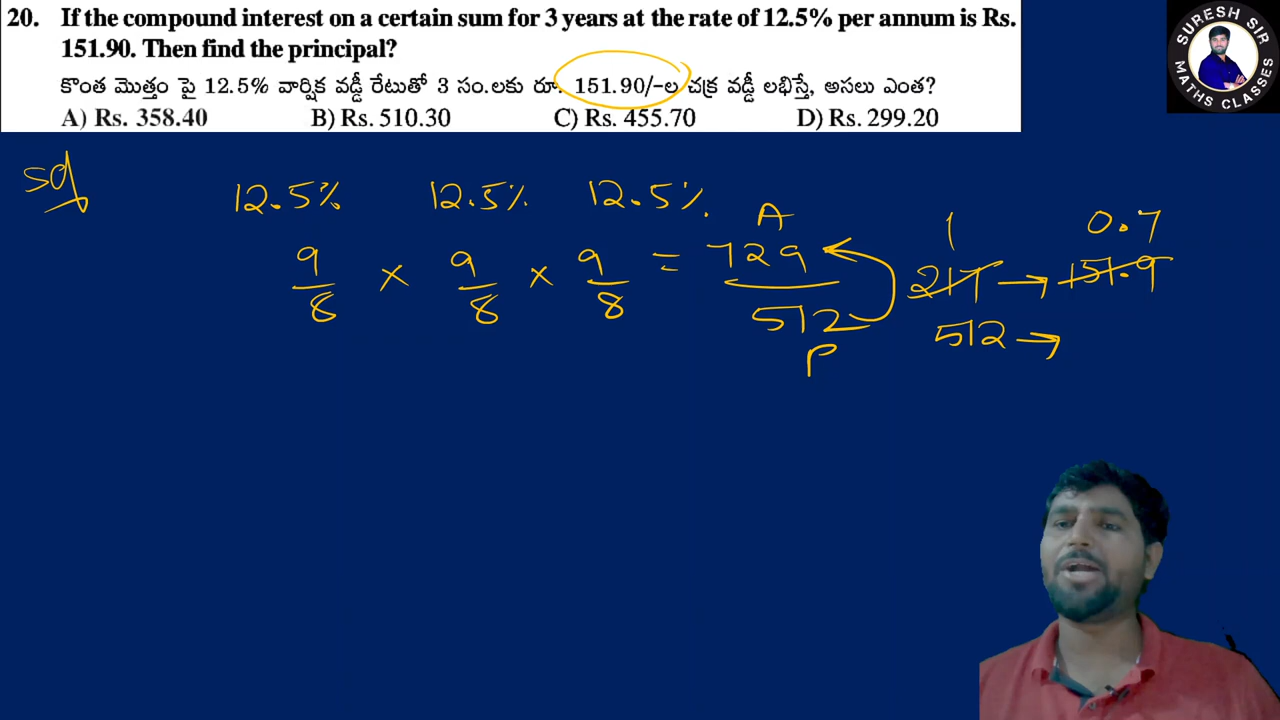 20. If the compound interest on a certain sum for 3 years at the rate of 12.5% per annum is Rs.
151.90. Then find the principal?
కొంత మొత్తం పై 12.5% వార్షిక వడ్డీ రేటుతో 3 సం.లకు రూ. 151.90/-ల చక్ర వడ్డీ లభిస్తే, అసలు ఎంత?
A) Rs. 358.40 B) Rs. 510.30 C) Rs. 455.70 D) Rs. 299.20
SURESH SIR
MATHS CLASSES
Sol
12.5% 12.5% 12.5%.
9/8 × 9/8 × 9/8 = 729/512
A
P
1 0.7
217 → 151.9
512 →